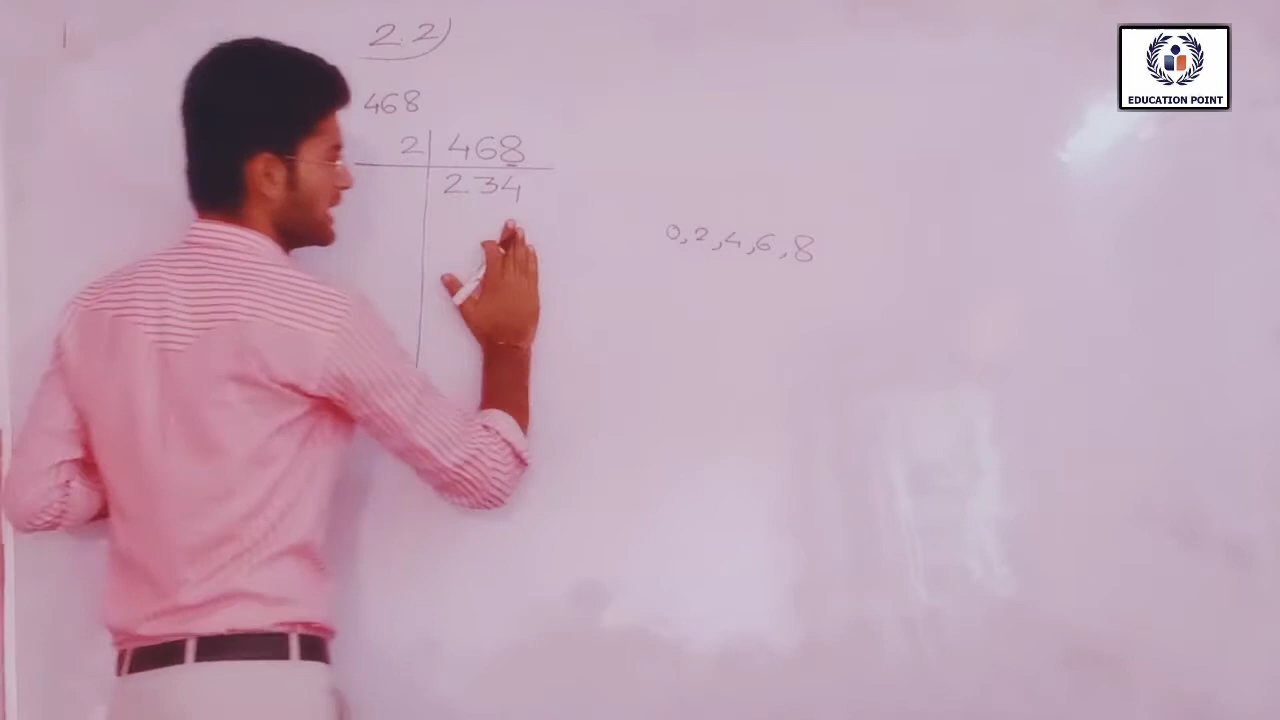 2.2)
468
2 468
234
0, 2, 4, 6, 8
EDUCATION POINT